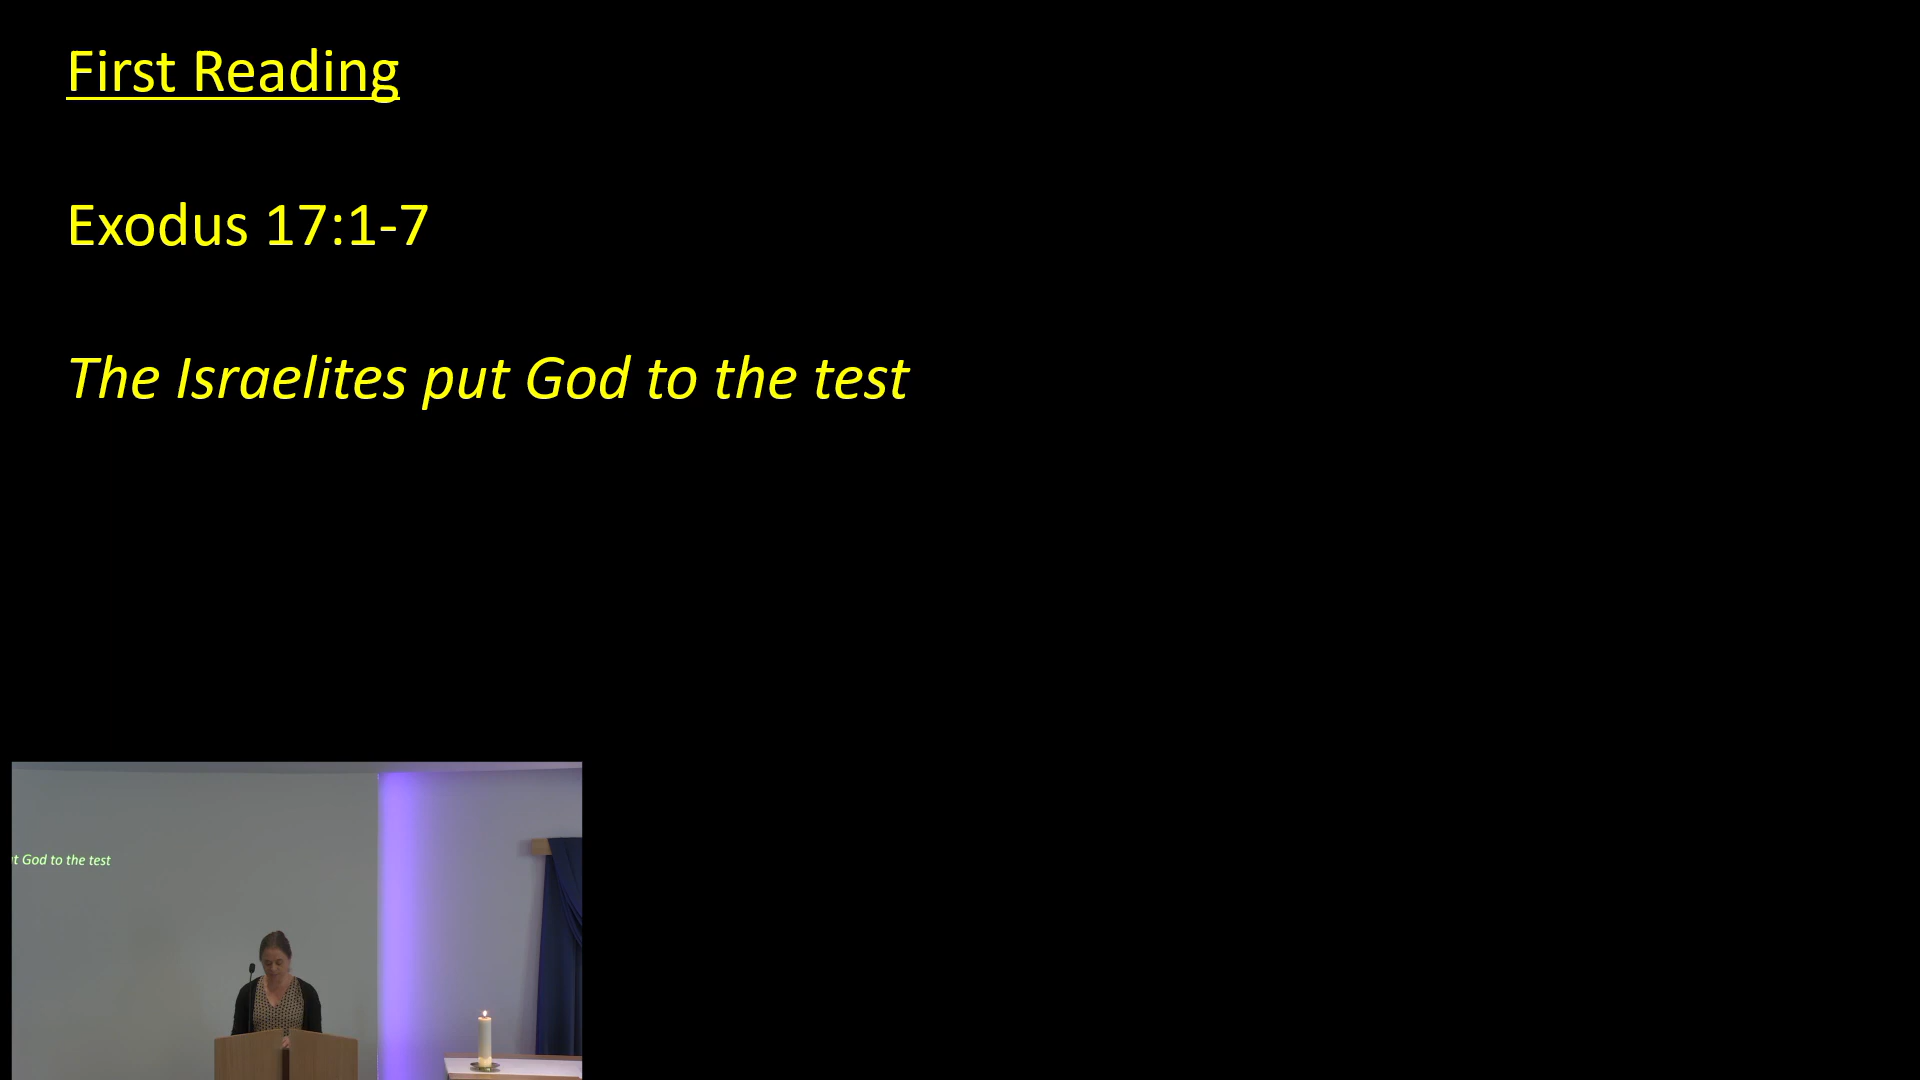 First Reading
Exodus 17:1-7
The Israelites put God to the test
t God to the test